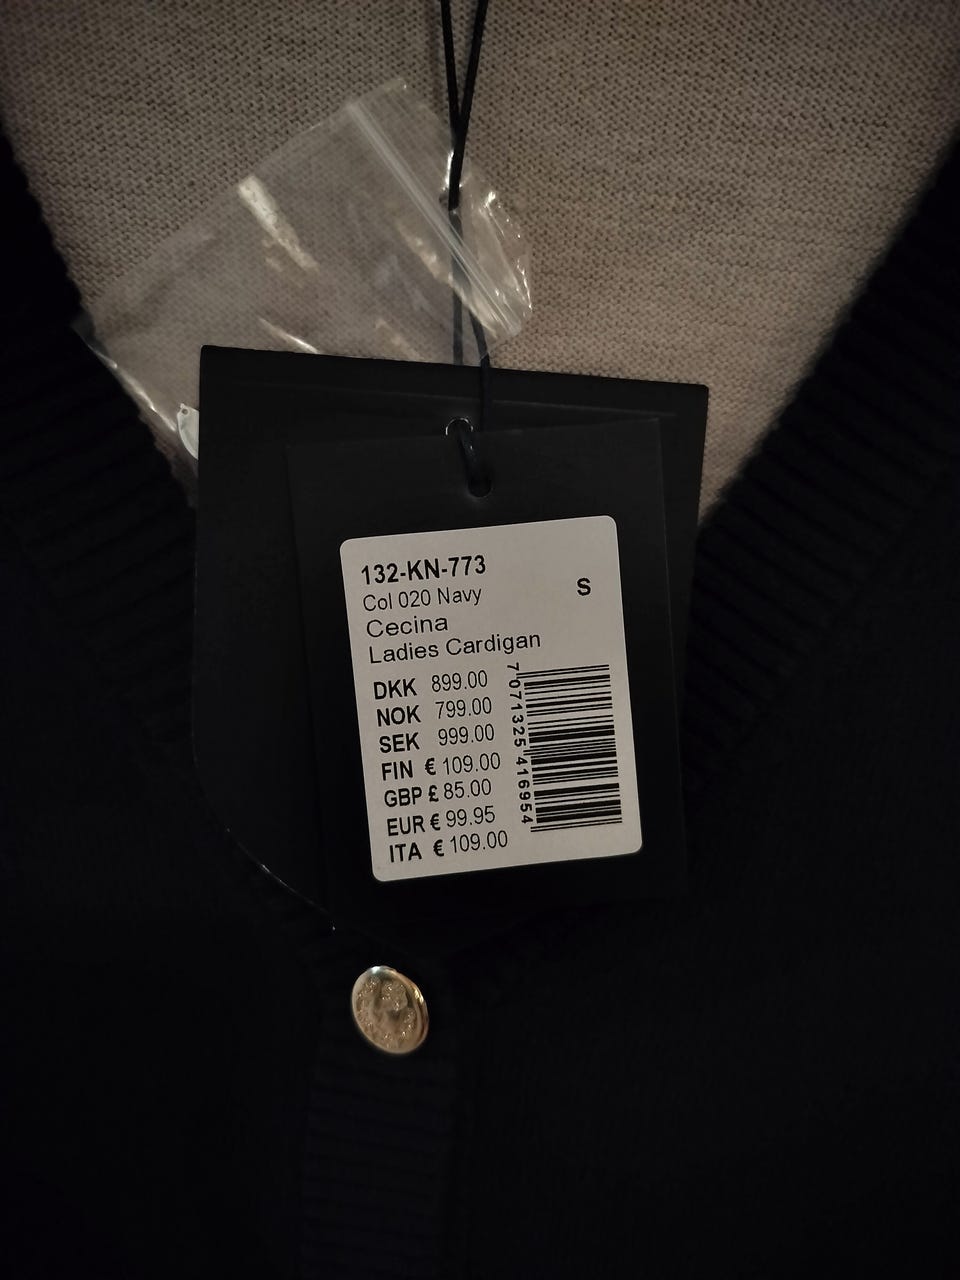 132-KN-773
S
Col 020 Navy
Cecina
Ladies Cardigan
DKK 899.00
NOK 799.00
SEK 999.00
FIN € 109.00
GBP £ 85.00
EUR € 99.95
ITA € 109.00
7071325416954